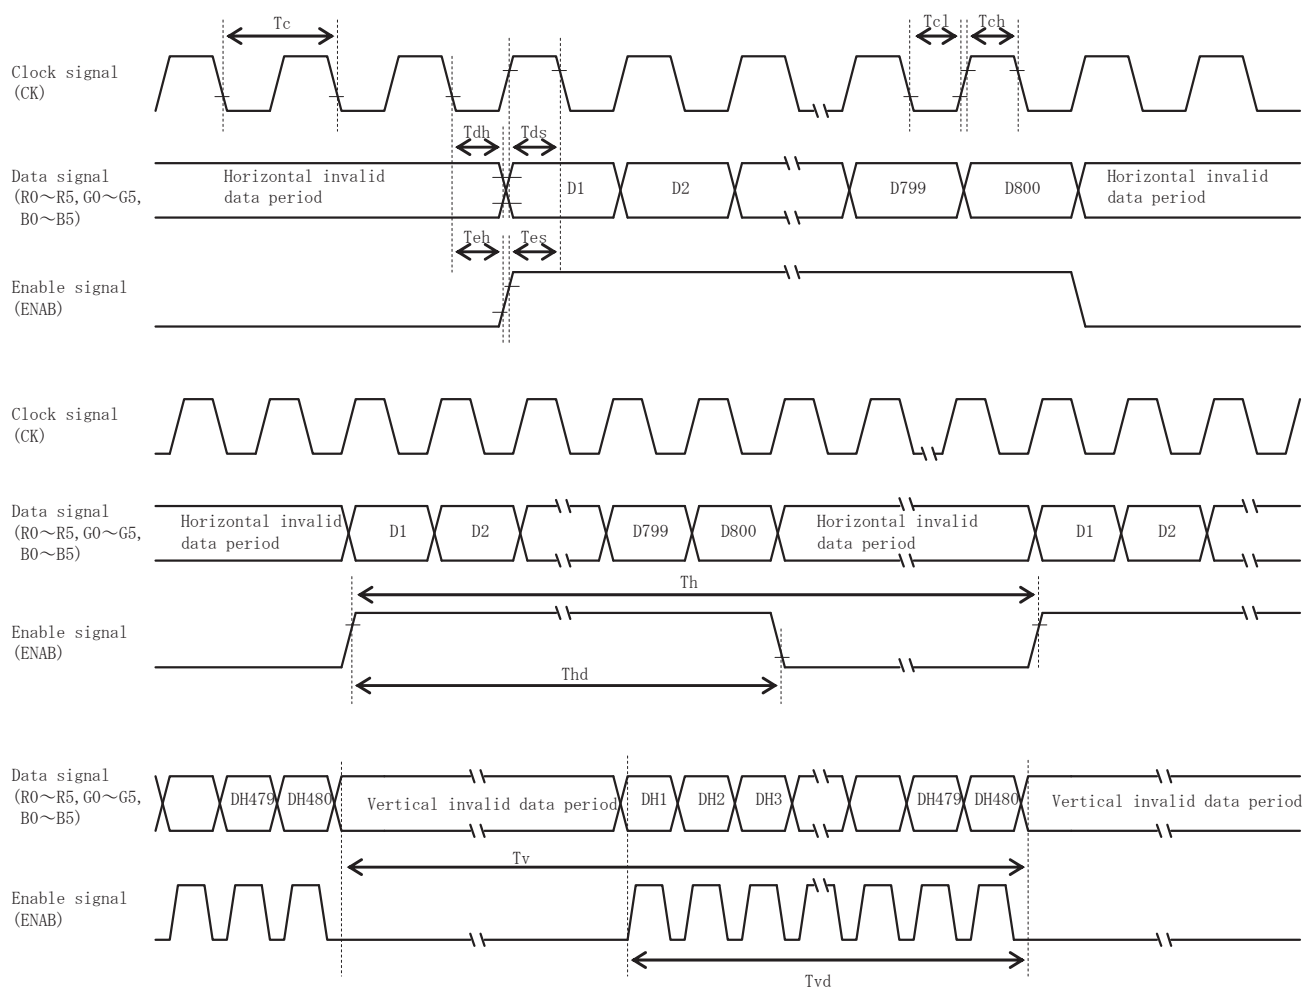 Tc
Tcl
Tch
Clock signal
(CK)
Tdh
Tds
Data signal
(R0～R5,G0～G5,
B0～B5)
Horizontal invalid
data period
D1
D2
D799
D800
Horizontal invalid
data period
Teh
Tes
Enable signal
(ENAB)
Clock signal
(CK)
Data signal
(R0～R5,G0～G5,
B0～B5)
Horizontal invalid
data period
D1
D2
D799
D800
Horizontal invalid
data period
D1
D2
Th
Enable signal
(ENAB)
Thd
Data signal
(R0～R5,G0～G5,
B0～B5)
DH479
DH480
Vertical invalid data period
DH1
DH2
DH3
DH479
DH480
Vertical invalid data period
Tv
Enable signal
(ENAB)
Tvd